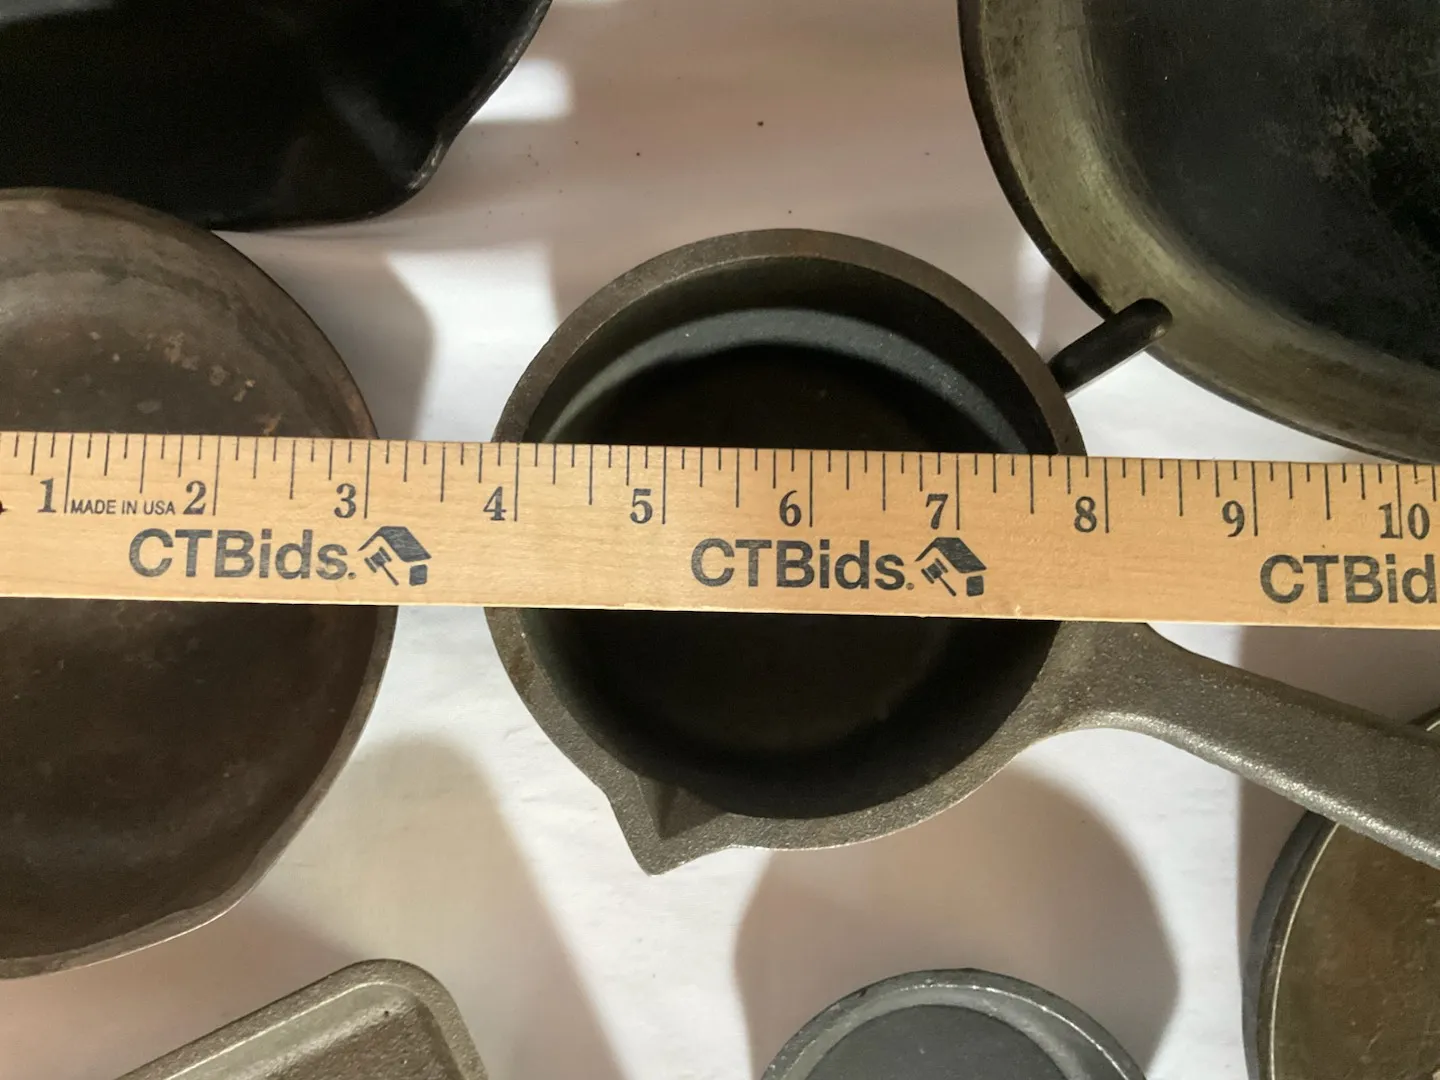 1 MADE IN USA 2 3 4 5 6 7 8 9 10
CTBids. CTBids. CTBid